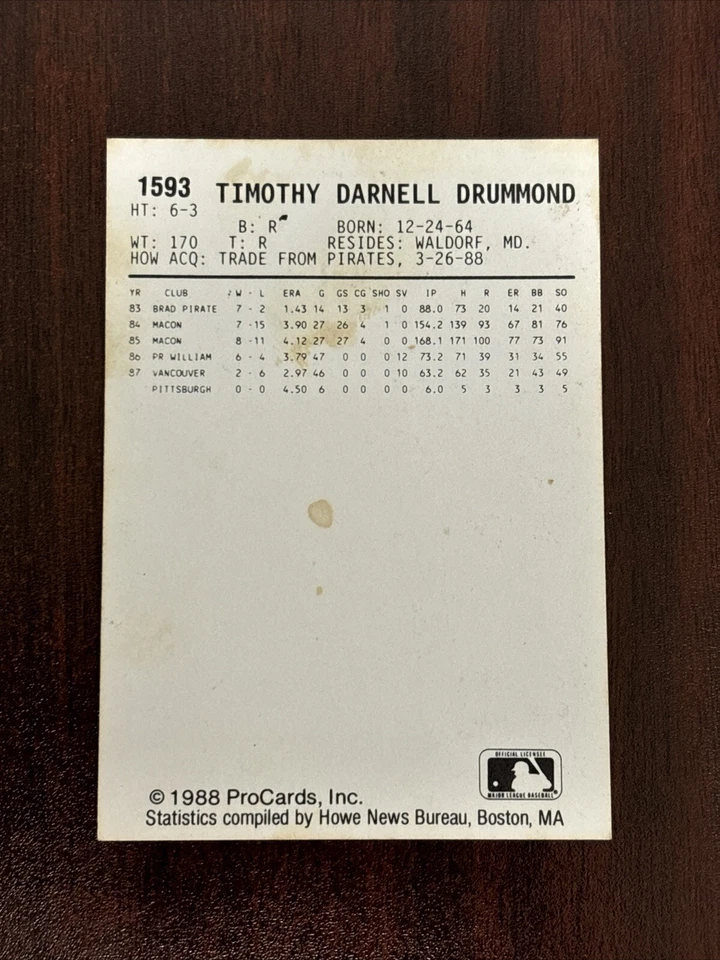 1593 TIMOTHY DARNELL DRUMMOND
HT: 6-3
B: R BORN: 12-24-64
WT: 170 T: R RESIDES: WALDORF, MD.
HOW ACQ: TRADE FROM PIRATES, 3-26-88
YR CLUB W - L ERA G GS CG SHO SV IP H R ER BB SO
83 BRAD PIRATE 7 - 2 1.43 14 13 3 1 0 88.0 73 20 14 21 40
84 MACON 7 -15 3.90 27 26 4 1 0 154.2 139 93 67 81 76
85 MACON 8 -11 4.12 27 27 4 1 0 168.1 171 100 77 73 91
86 PR WILLIAM 6 - 4 3.79 47 0 0 0 12 73.2 71 39 31 34 55
87 VANCOUVER 2 - 6 2.97 46 0 0 0 10 63.2 62 35 21 43 49
PITTSBURGH 0 - 0 4.50 6 0 0 0 0 6.0 5 3 3 3 5
OFFICIAL LICENSEE
MAJOR LEAGUE BASEBALL
© 1988 ProCards, Inc.
Statistics compiled by Howe News Bureau, Boston, MA